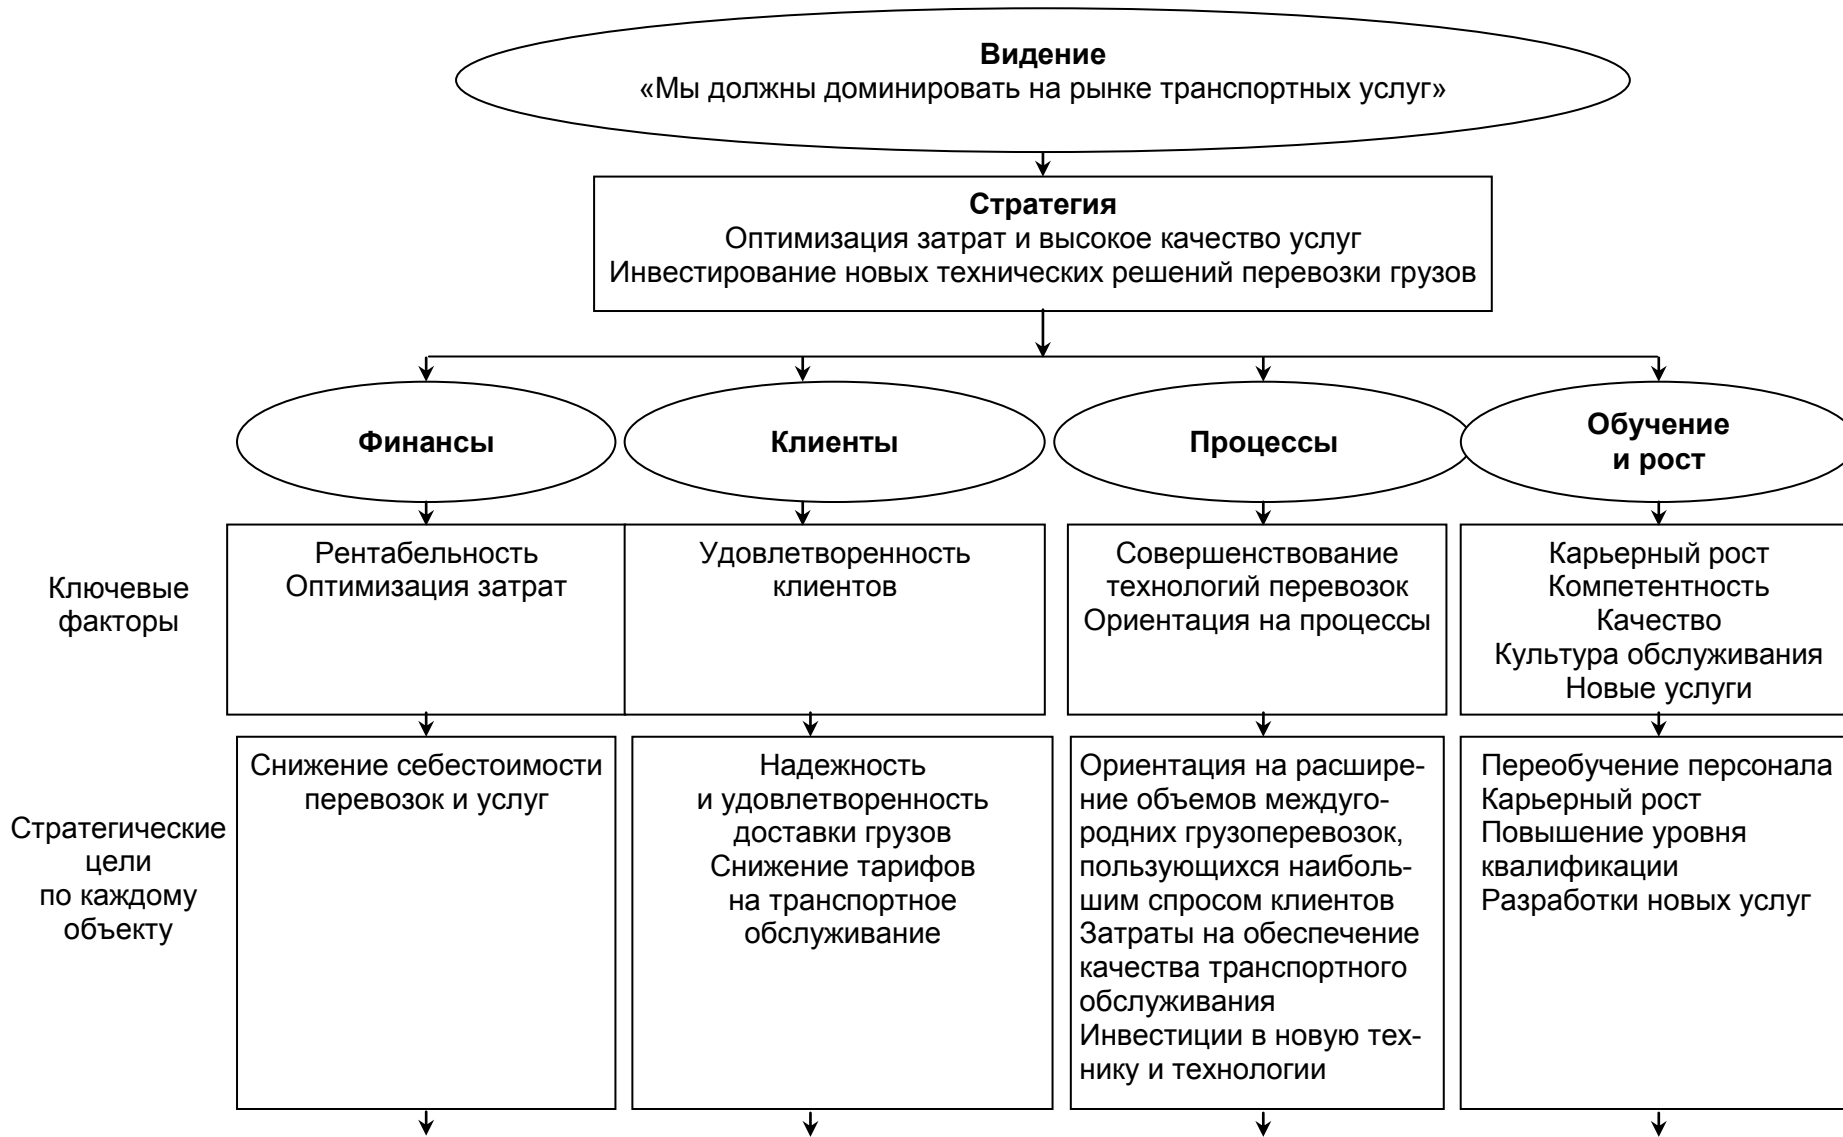 Видение
«Мы должны доминировать на рынке транспортных услуг»
Стратегия
Оптимизация затрат и высокое качество услуг
Инвестирование новых технических решений перевозки грузов
Финансы
Клиенты
Процессы
Обучение
и рост
Ключевые
факторы
Рентабельность
Оптимизация затрат
Удовлетворенность
клиентов
Совершенствование
технологий перевозок
Ориентация на процессы
Карьерный рост
Компетентность
Качество
Культура обслуживания
Новые услуги
Стратегические
цели
по каждому
объекту
Снижение себестоимости
перевозок и услуг
Надежность
и удовлетворенность
доставки грузов
Снижение тарифов
на транспортное
обслуживание
Ориентация на расшире-
ние объемов междуго-
родних грузоперевозок,
пользующихся наиболь-
шим спросом клиентов
Затраты на обеспечение
качества транспортного
обслуживания
Инвестиции в новую тех-
нику и технологии
Переобучение персонала
Карьерный рост
Повышение уровня
квалификации
Разработки новых услуг